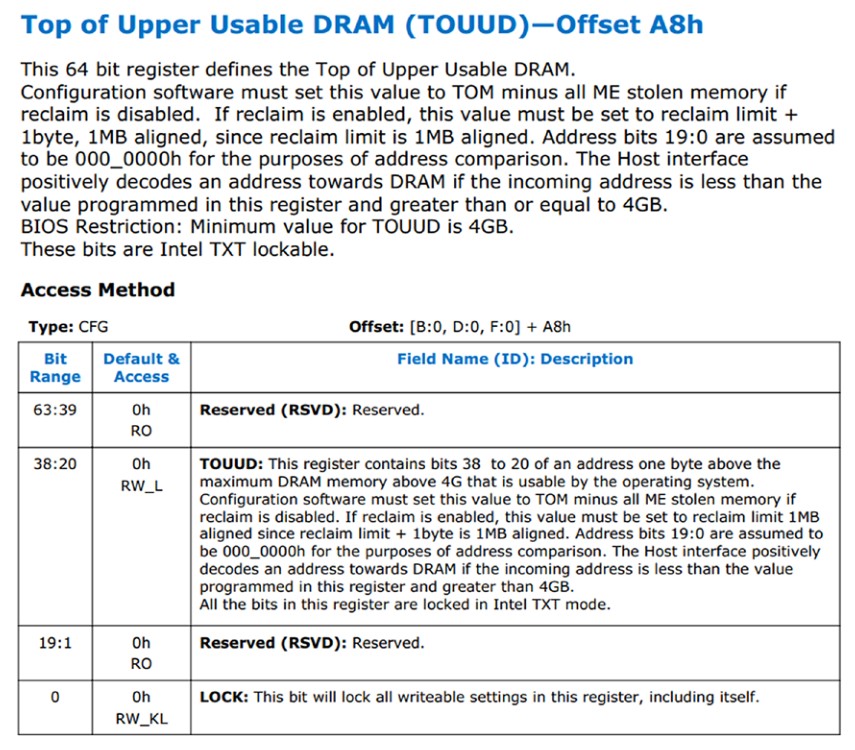 Top of Upper Usable DRAM (TOUUD)—Offset A8h
This 64 bit register defines the Top of Upper Usable DRAM.
Configuration software must set this value to TOM minus all ME stolen memory if
reclaim is disabled.  If reclaim is enabled, this value must be set to reclaim limit +
1byte, 1MB aligned, since reclaim limit is 1MB aligned. Address bits 19:0 are assumed
to be 000_0000h for the purposes of address comparison. The Host interface
positively decodes an address towards DRAM if the incoming address is less than the
value programmed in this register and greater than or equal to 4GB.
BIOS Restriction: Minimum value for TOUUD is 4GB.
These bits are Intel TXT lockable.
Access Method
Type: CFG
Offset: [B:0, D:0, F:0] + A8h
Bit
Range
Default &
Access
Field Name (ID): Description
63:39
0h
RO
Reserved (RSVD): Reserved.
38:20
0h
RW_L
TOUUD: This register contains bits 38  to 20 of an address one byte above the
maximum DRAM memory above 4G that is usable by the operating system.
Configuration software must set this value to TOM minus all ME stolen memory if
reclaim is disabled. If reclaim is enabled, this value must be set to reclaim limit 1MB
aligned since reclaim limit + 1byte is 1MB aligned. Address bits 19:0 are assumed to
be 000_0000h for the purposes of address comparison. The Host interface positively
decodes an address towards DRAM if the incoming address is less than the value
programmed in this register and greater than 4GB.
All the bits in this register are locked in Intel TXT mode.
19:1
0h
RO
Reserved (RSVD): Reserved.
0
0h
RW_KL
LOCK: This bit will lock all writeable settings in this register, including itself.